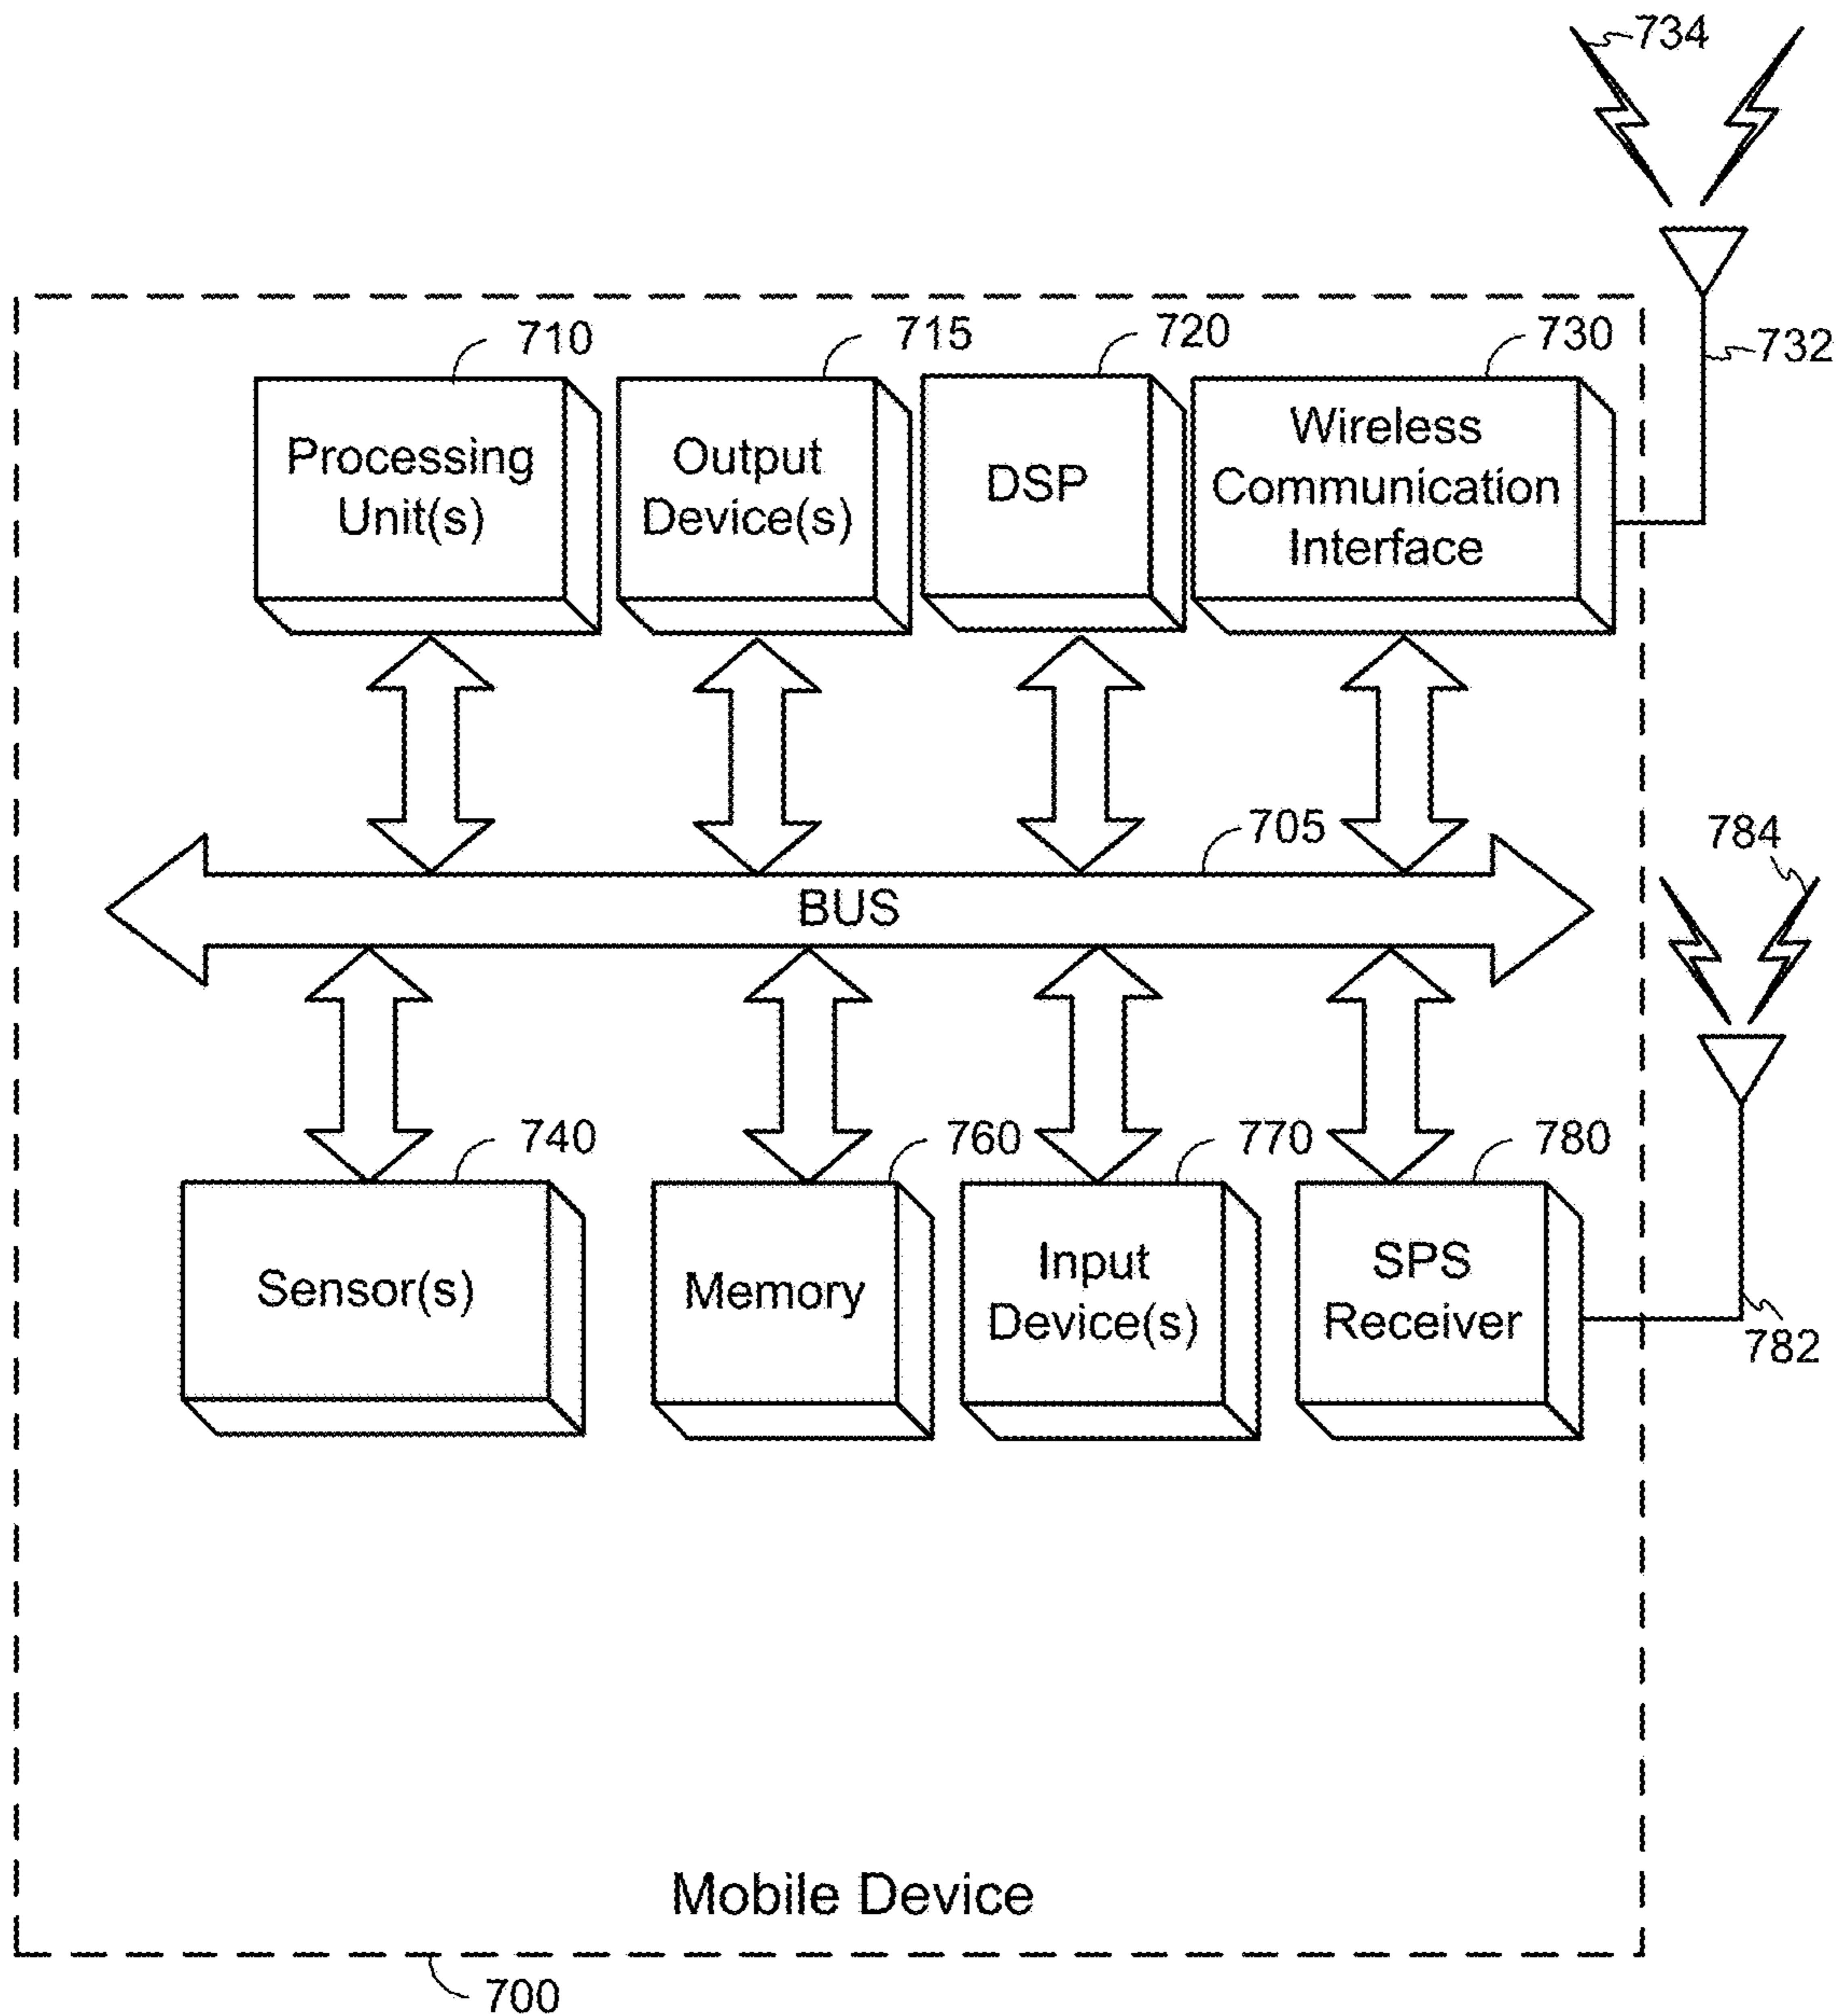 734
732
710
715
720
730
Processing
Unit(s)
Output
Device(s)
DSP
Wireless
Communication
Interface
705
BUS
784
740
760
770
780
Sensor(s)
Memory
Input
Device(s)
SPS
Receiver
782
Mobile Device
700